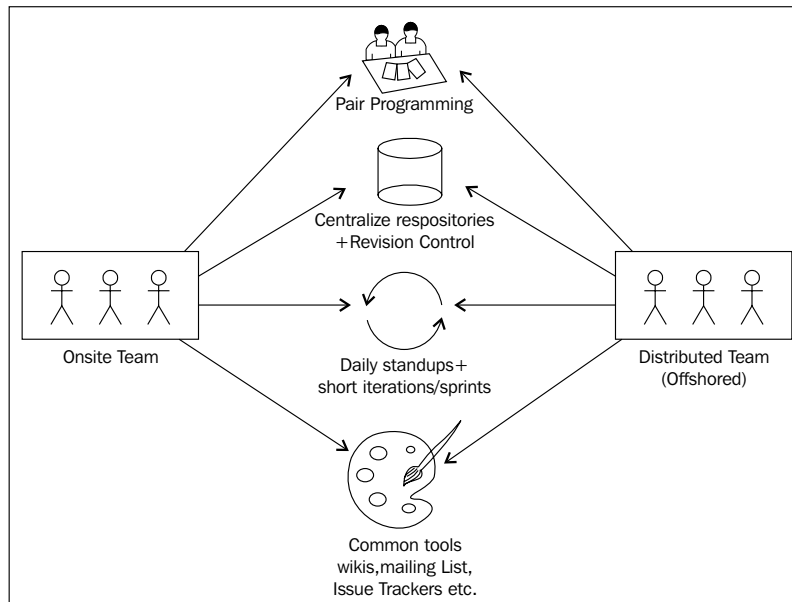 Pair Programming
Centralize respositories
+Revision Control
Onsite Team
Daily standups+
short iterations/sprints
Distributed Team
(Offshored)
Common tools
wikis,mailing List,
Issue Trackers etc.